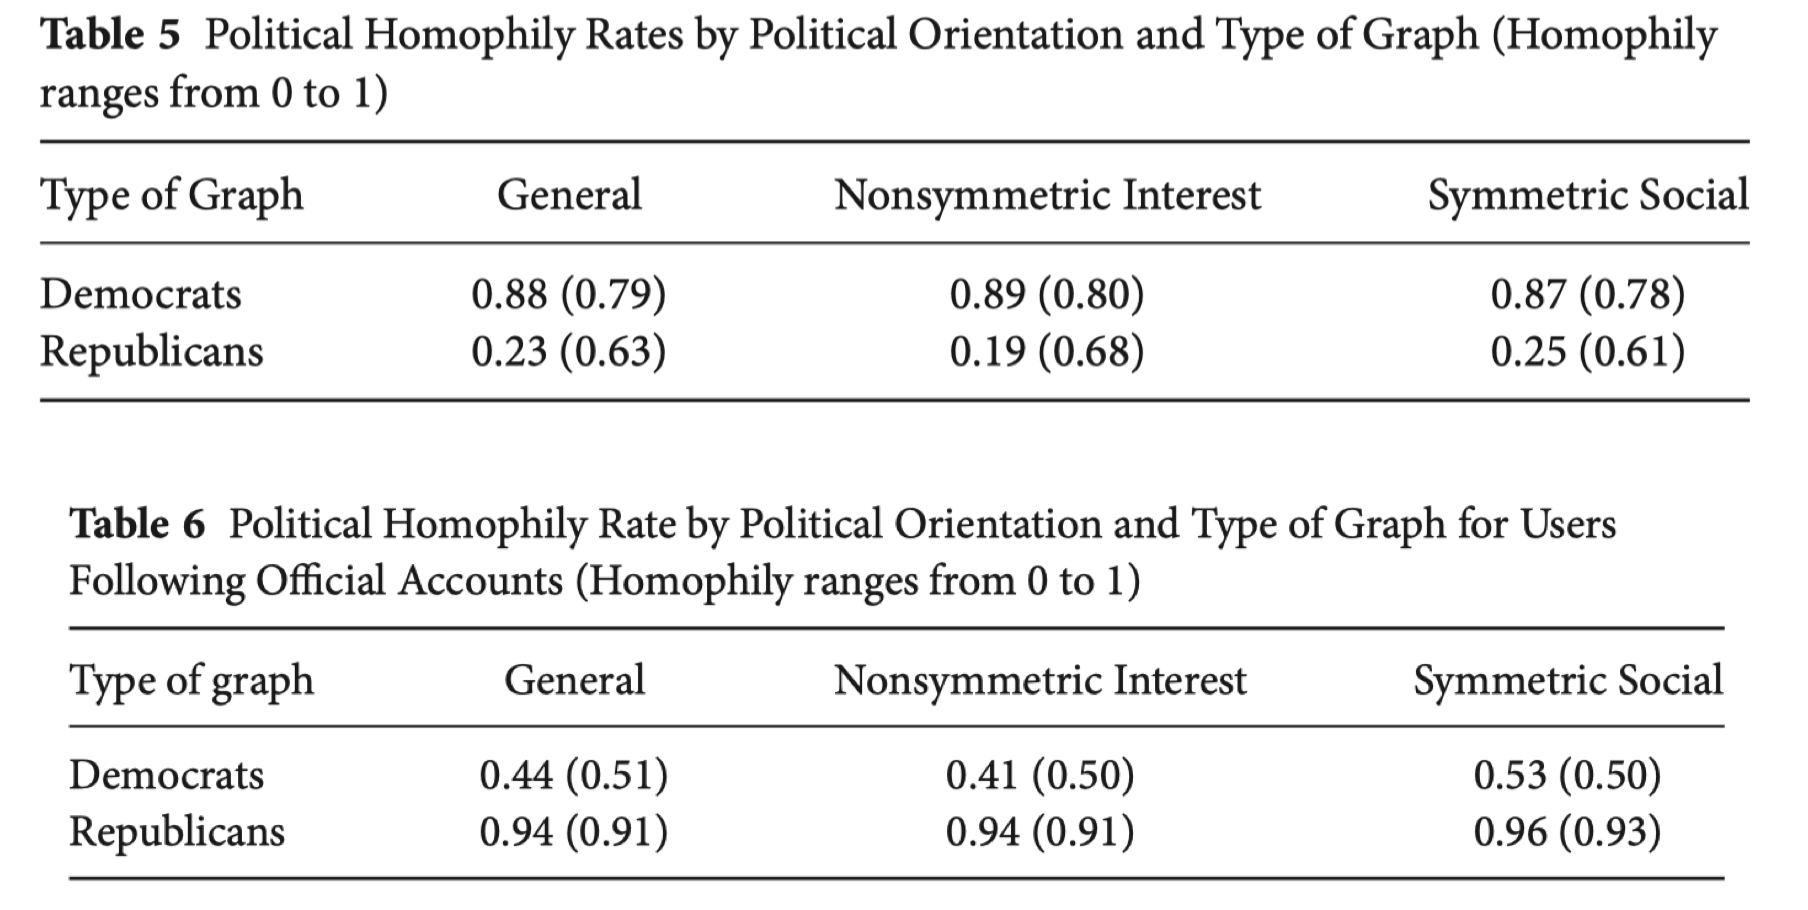 Table 5 Political Homophily Rates by Political Orientation and Type of Graph (Homophily
ranges from 0 to 1)
Type of Graph General Nonsymmetric Interest Symmetric Social
Democrats 0.88 (0.79) 0.89 (0.80) 0.87 (0.78)
Republicans 0.23 (0.63) 0.19 (0.68) 0.25 (0.61)
Table 6 Political Homophily Rate by Political Orientation and Type of Graph for Users
Following Official Accounts (Homophily ranges from 0 to 1)
Type of graph General Nonsymmetric Interest Symmetric Social
Democrats 0.44 (0.51) 0.41 (0.50) 0.53 (0.50)
Republicans 0.94 (0.91) 0.94 (0.91) 0.96 (0.93)